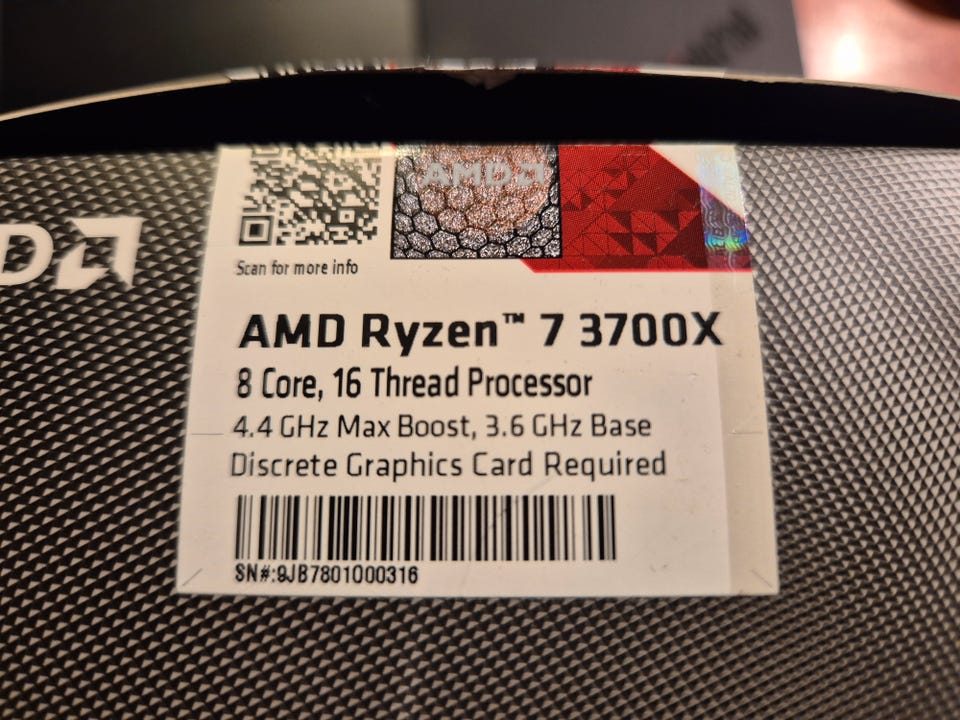 AMD
Scan for more info
AMD Ryzen™ 7 3700X
8 Core, 16 Thread Processor
4.4 GHz Max Boost, 3.6 GHz Base
Discrete Graphics Card Required
SN#:9JB7801000316